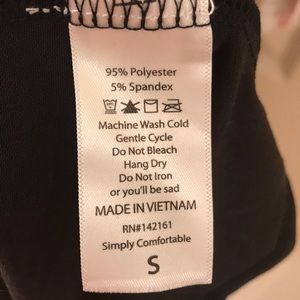 95% Polyester
5% Spandex
Machine Wash Cold
Gentle Cycle
Do Not Bleach
Hang Dry
Do Not Iron
or you'll be sad
MADE IN VIETNAM
RN#142161
Simply Comfortable
S